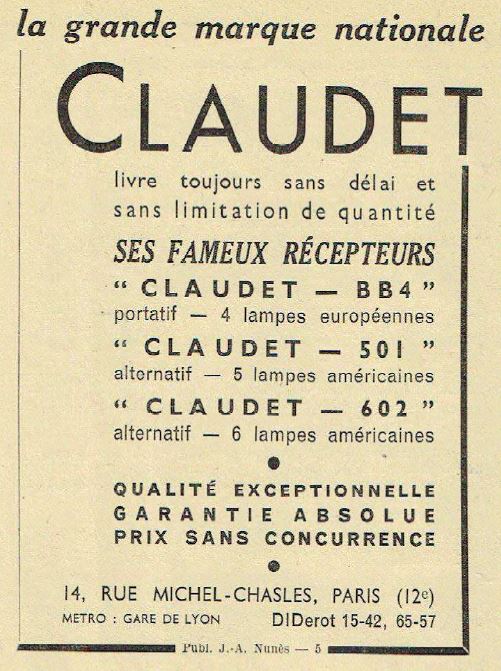 la grande marque nationale
CLAUDET
livre toujours sans délai et
sans limitation de quantité
SES FAMEUX RÉCEPTEURS
“ CLAUDET — BB4 ”
portatif — 4 lampes européennes
“ CLAUDET — 501 ”
alternatif — 5 lampes américaines
“ CLAUDET — 602 ”
alternatif — 6 lampes américaines
●
QUALITÉ EXCEPTIONNELLE
GARANTIE ABSOLUE
PRIX SANS CONCURRENCE
●
14, RUE MICHEL-CHASLES, PARIS (12e)
METRO : GARE DE LYON DIDerot 15-42, 65-57
Publ. J.-A. Nunès — 5